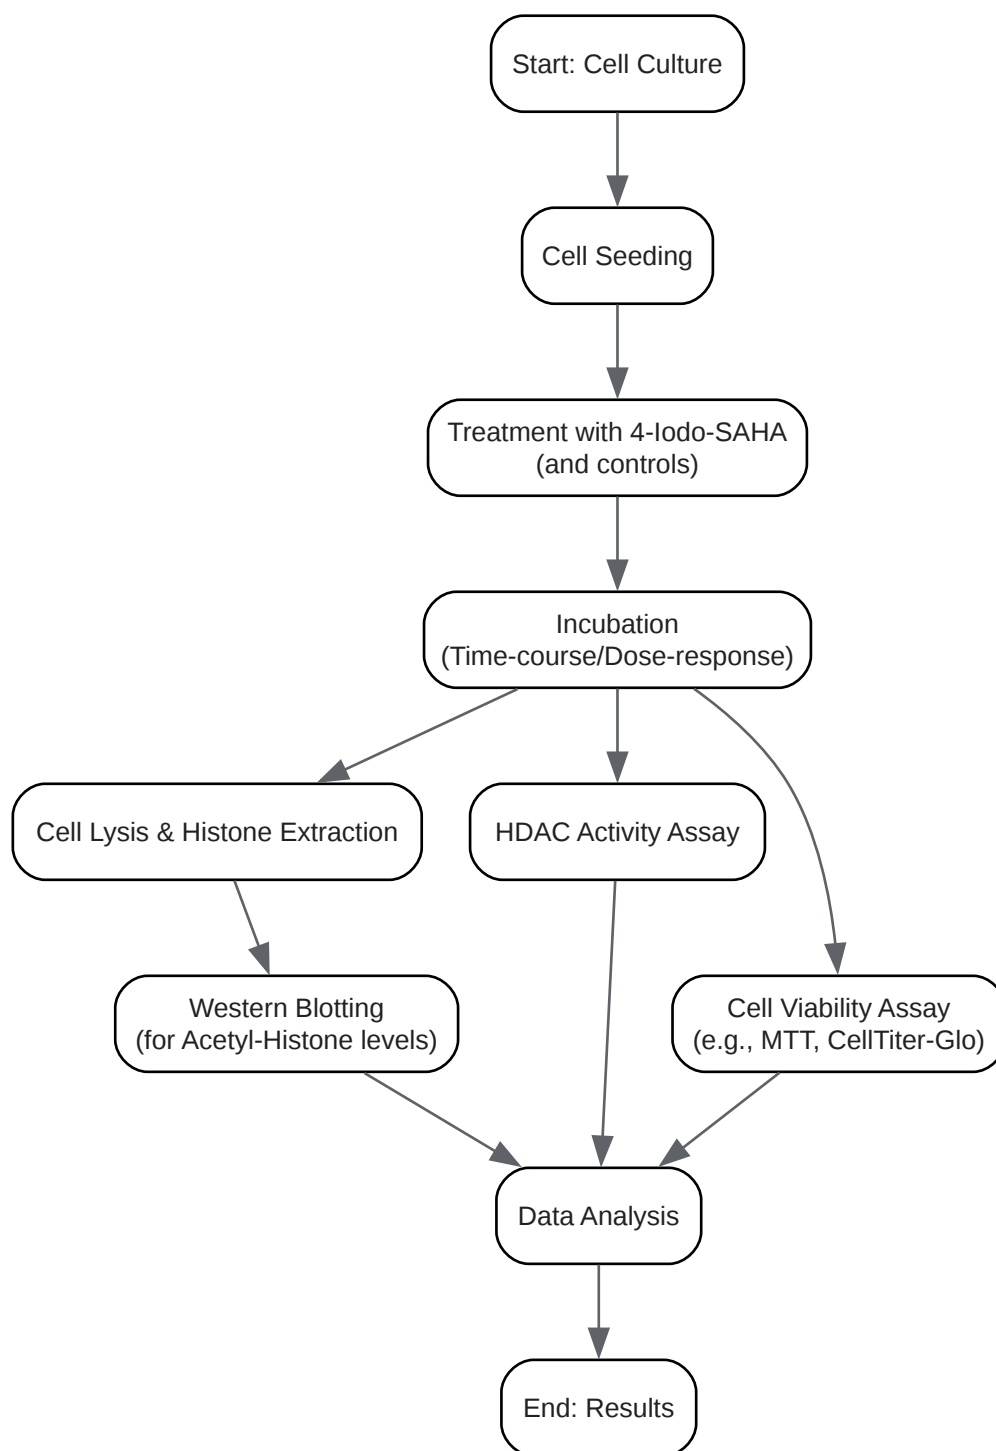 Start: Cell Culture
Cell Seeding
Treatment with 4-Iodo-SAHA
(and controls)
Incubation
(Time-course/Dose-response)
Cell Lysis & Histone Extraction
HDAC Activity Assay
Western Blotting
(for Acetyl-Histone levels)
Cell Viability Assay
(e.g., MTT, CellTiter-Glo)
Data Analysis
End: Results